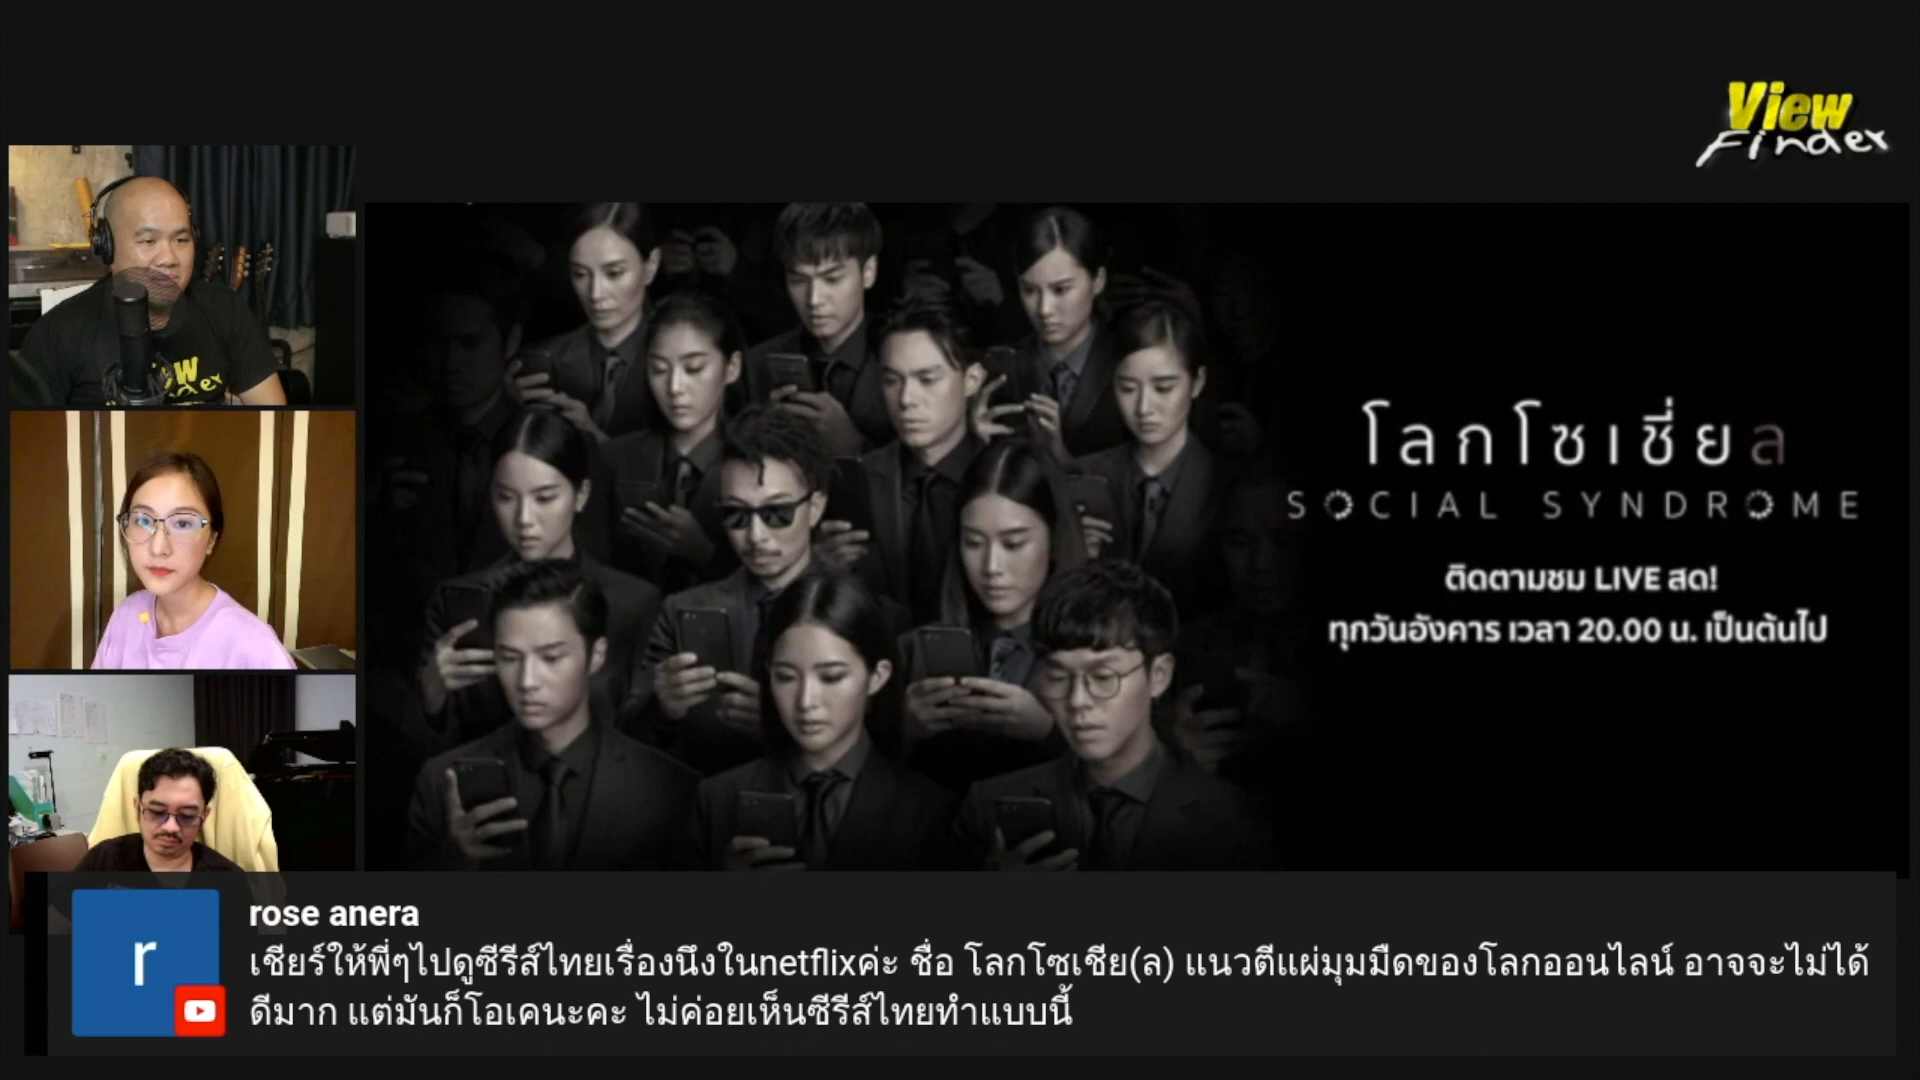 View
Finder
View
โลกโซเชี่ยล
SOCIAL SYNDROME
ติดตามชม LIVE สด!
ทุกวันอังคาร เวลา 20.00 น. เป็นต้นไป
r
rose anera
เชียร์ให้พี่ๆไปดูซีรีส์ไทยเรื่องนึงในnetflixค่ะ ชื่อ โลกโซเชีย(ล) แนวตีแผ่มุมมืดของโลกออนไลน์ อาจจะไม่ได้
ดีมาก แต่มันก็โอเคนะคะ ไม่ค่อยเห็นซีรีส์ไทยทำแบบนี้